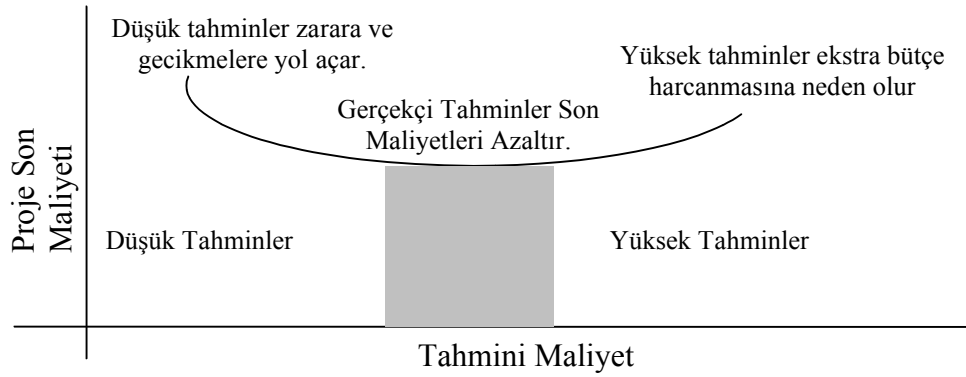 Düşük tahminler zarara ve
gecikmelere yol açar.
Yüksek tahminler ekstra bütçe
harcanmasına neden olur
Gerçekçi Tahminler Son
Maliyetleri Azaltır.
Proje Son
Maliyeti
Düşük Tahminler
Yüksek Tahminler
Tahmini Maliyet